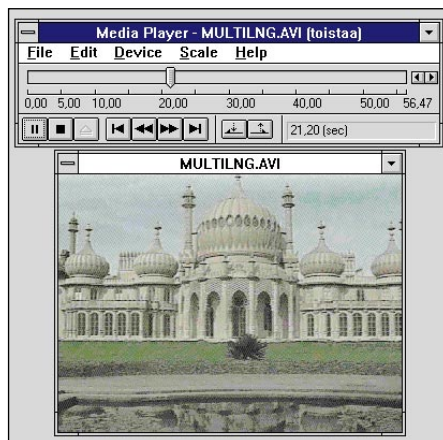 Media Player - MULTILNG.AVI (toistaa)
File Edit Device Scale Help
0,00 5,00 10,00 20,00 30,00 40,00 50,00 56,47
21,20 (sec)
MULTILNG.AVI